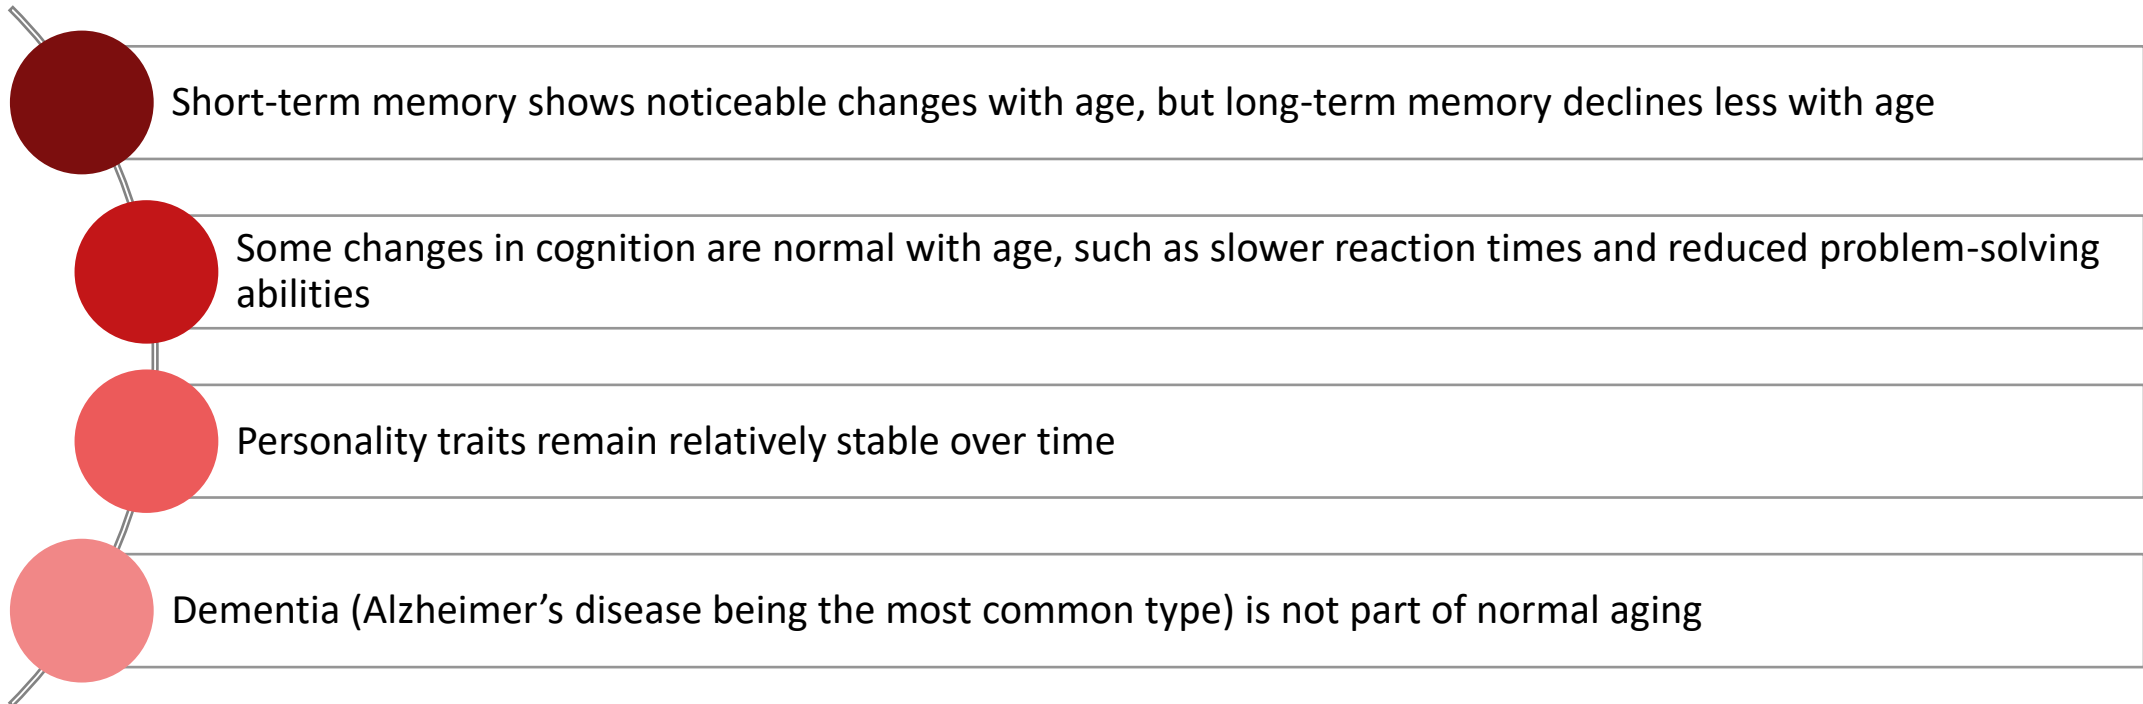 Short-term memory shows noticeable changes with age, but long-term memory declines less with age
Some changes in cognition are normal with age, such as slower reaction times and reduced problem-solving
abilities
Personality traits remain relatively stable over time
Dementia (Alzheimer’s disease being the most common type) is not part of normal aging